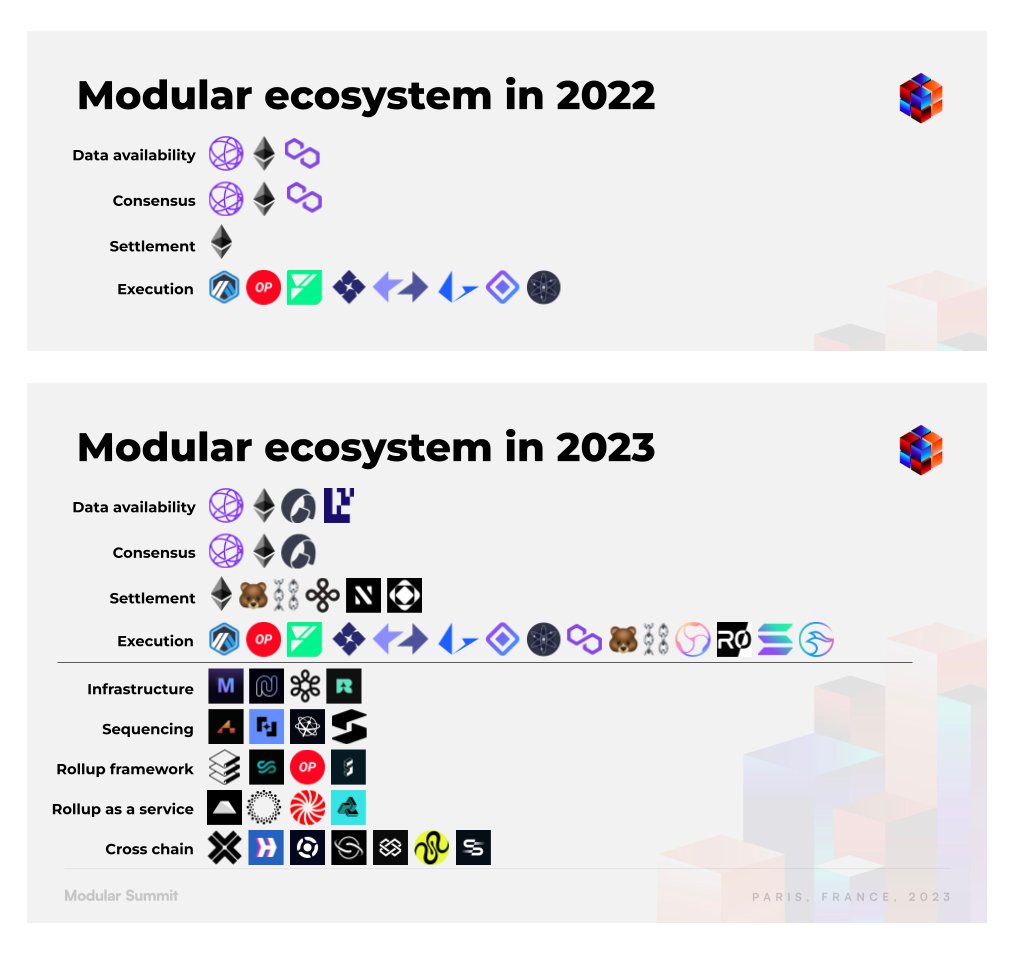 Modular ecosystem in 2022
Data availability
Consensus
Settlement
Execution
OP
Modular ecosystem in 2023
Data availability
Consensus
Settlement
N
Execution
OP
R0
Infrastructure
M
R
Sequencing
Rollup framework
OP
Rollup as a service
Cross chain
Modular Summit
PARIS, FRANCE, 2023